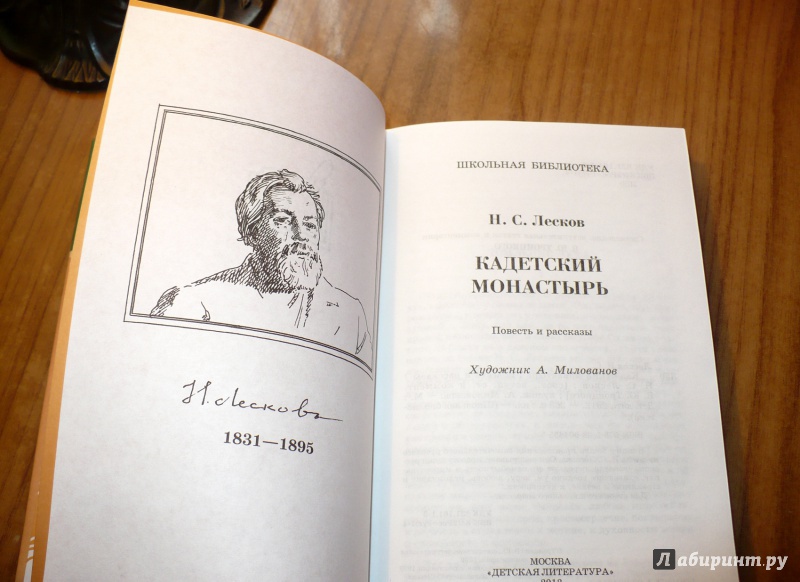 Н. Лесковъ
1831—1895
ШКОЛЬНАЯ БИБЛИОТЕКА
Н. С. Лесков
КАДЕТСКИЙ
МОНАСТЫРЬ
Повесть и рассказы
Художник А. Милованов
МОСКВА
«ДЕТСКАЯ ЛИТЕРАТУРА»
Лабиринт.ру